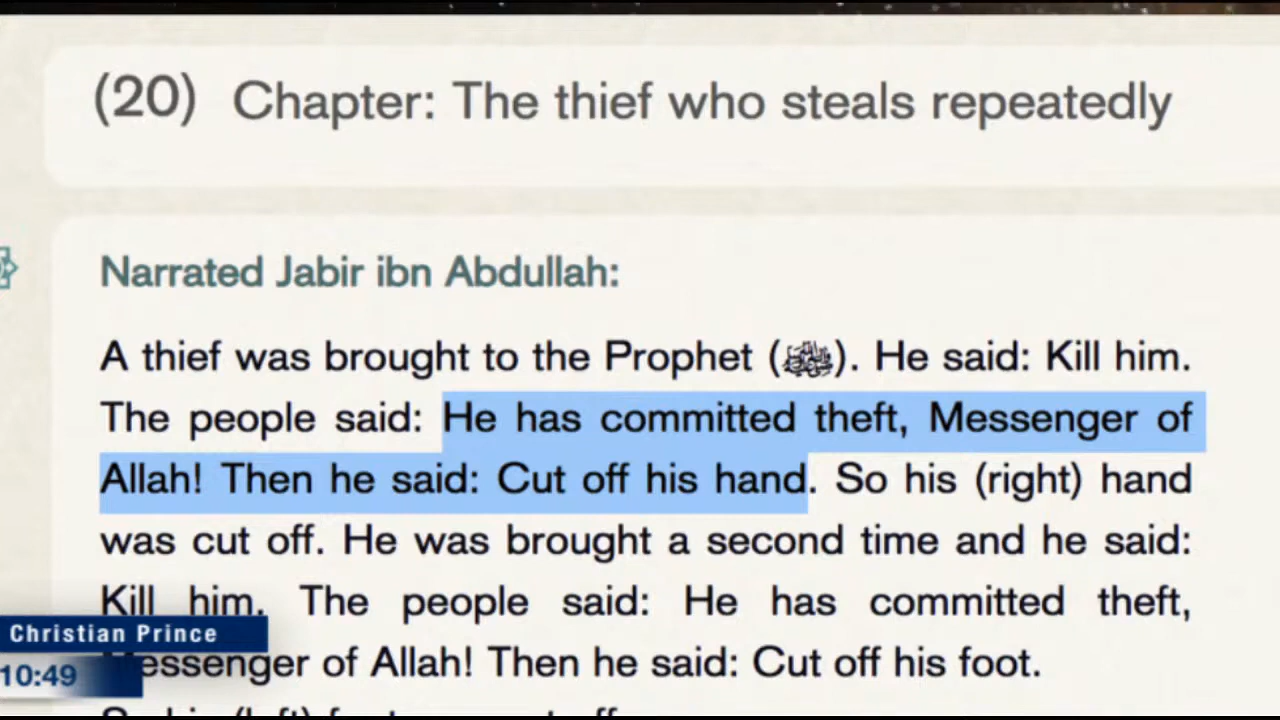 (20) Chapter: The thief who steals repeatedly
Narrated Jabir ibn Abdullah:
A thief was brought to the Prophet (ﷺ). He said: Kill him.
The people said: He has committed theft, Messenger of
Allah! Then he said: Cut off his hand. So his (right) hand
was cut off. He was brought a second time and he said:
Kill him. The people said: He has committed theft,
Messenger of Allah! Then he said: Cut off his foot.
Christian Prince
10:49